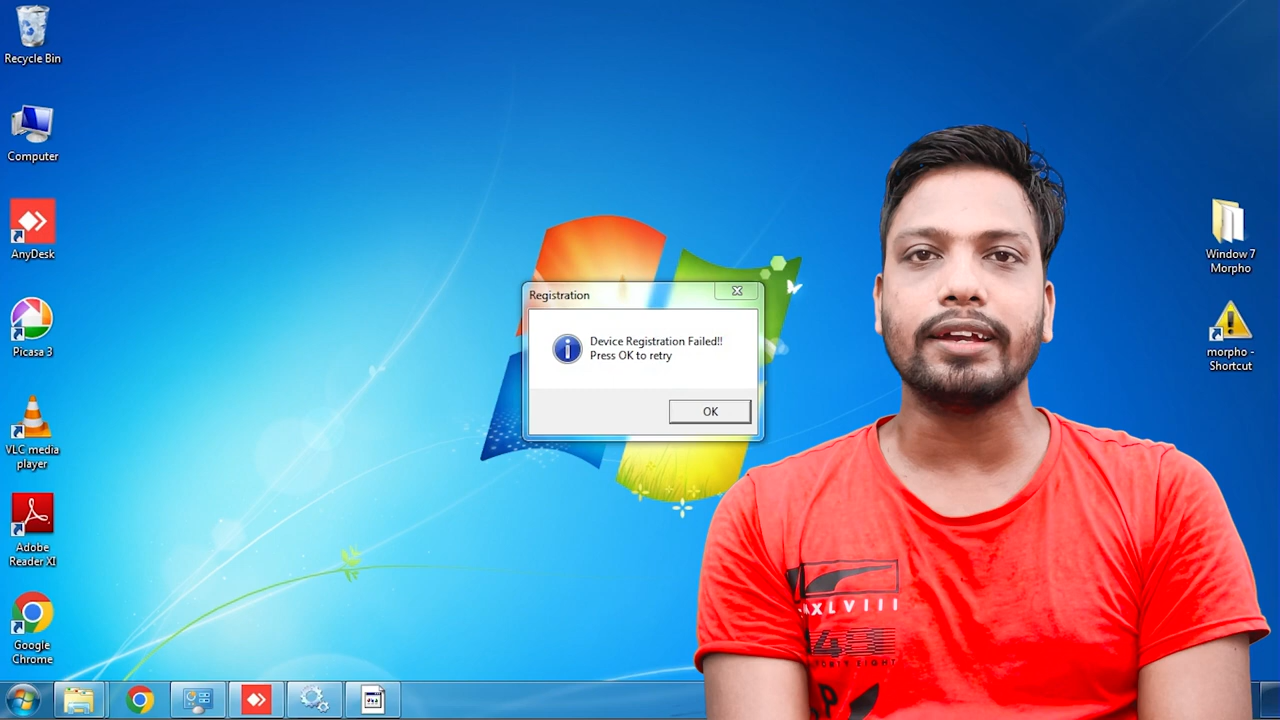 Recycle Bin
Computer
AnyDesk
Picasa 3
VLC media
player
Adobe
Reader XI
Google
Chrome
Registration
Device Registration Failed!!
Press OK to retry
OK
Window 7
Morpho
morpho -
Shortcut
XLVIII